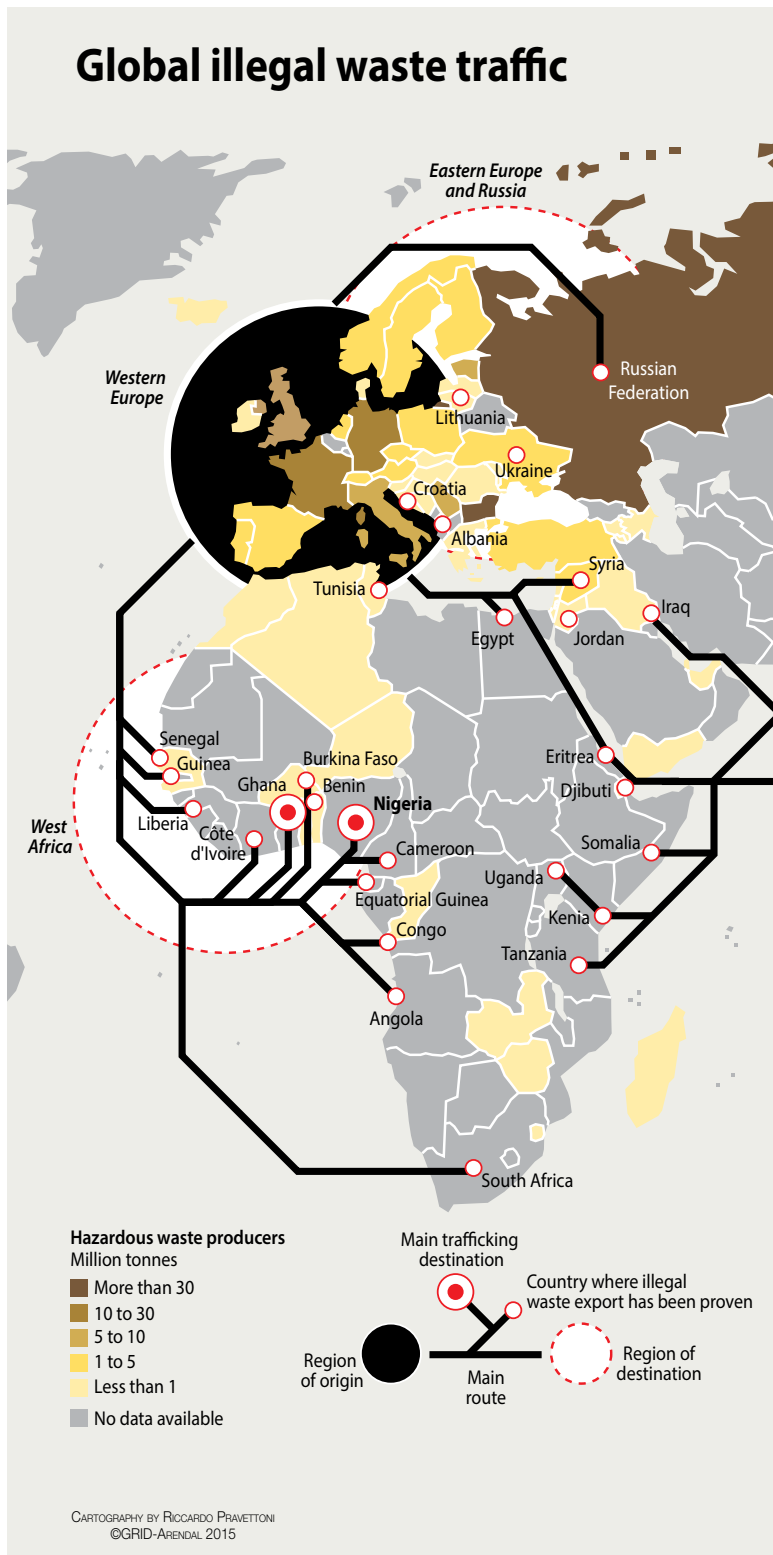 Global illegal waste traffic
Eastern Europe
and Russia
Western
Europe
Russian
Federation
Lithuania
Ukraine
Croatia
Albania
Tunisia
Syria
Egypt
Jordan
Iraq
Senegal
Guinea
Burkina Faso
Ghana
Benin
Nigeria
Eritrea
Djibuti
Liberia
Côte
d'Ivoire
West
Africa
Cameroon
Somalia
Uganda
Equatorial Guinea
Kenia
Congo
Tanzania
Angola
South Africa
Hazardous waste producers
Million tonnes
More than 30
10 to 30
5 to 10
1 to 5
Less than 1
No data available
Main trafficking
destination
Country where illegal
waste export has been proven
Region
of origin
Main
route
Region of
destination
Cartography by Riccardo Pravettoni
©GRID-Arendal 2015